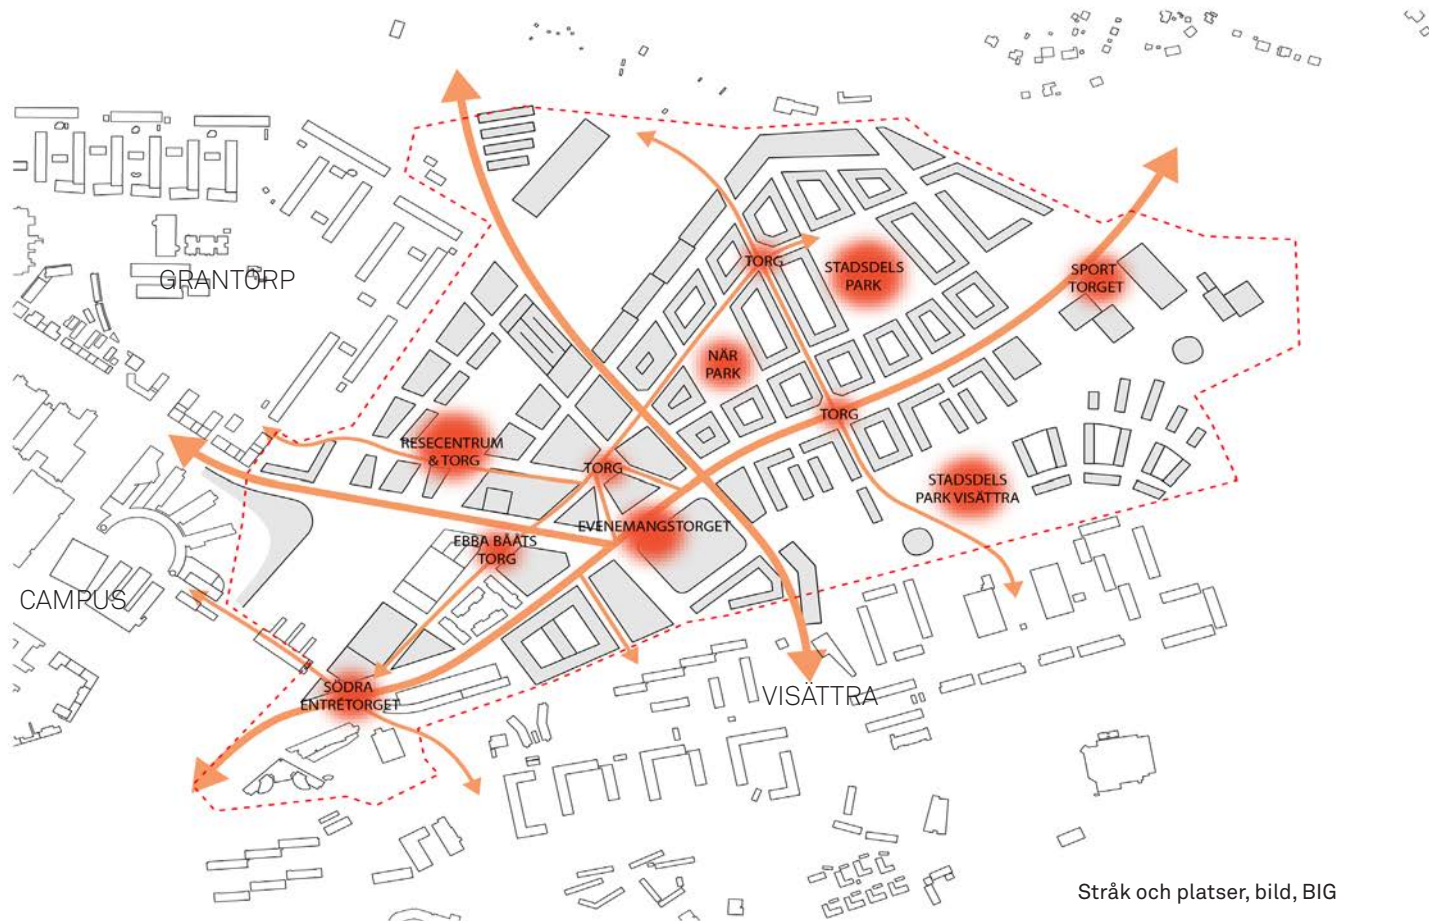 TORG
STADSDELS
PARK
SPORT
TORGET
GRANTORP
NÄR
PARK
TORG
RESECENTRUM
& TORG
TORG
STADSDELS
PARK VISÄTTRA
EVENEMANGSTORGET
EBBA BÅÅTS
TORG
CAMPUS
SÖDRA
ENTRÉTORGET
VISÄTTRA
Stråk och platser, bild, BIG